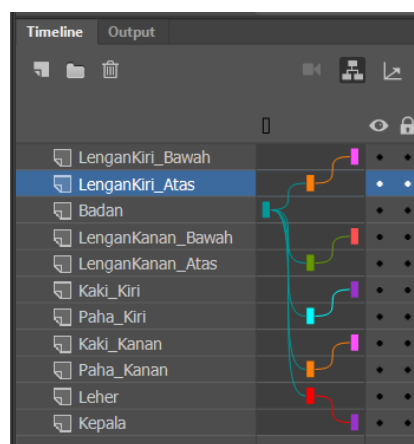 Timeline Output
LenganKiri_Bawah
LenganKiri_Atas
Badan
LenganKanan_Bawah
LenganKanan_Atas
Kaki_Kiri
Paha_Kiri
Kaki_Kanan
Paha_Kanan
Leher
Kepala